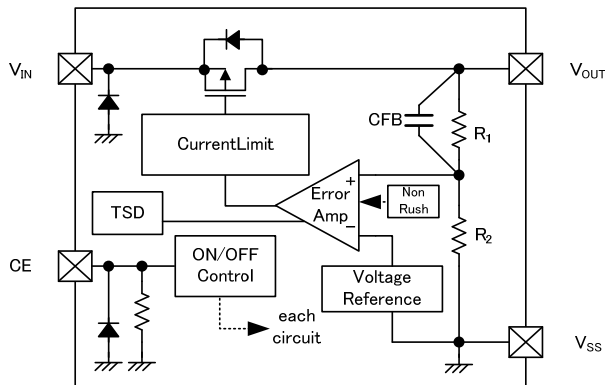 VIN
VOUT
CFB
R1
CurrentLimit
+
Error
Amp
−
Non
Rush
TSD
R2
CE
ON/OFF
Control
Voltage
Reference
each
circuit
VSS